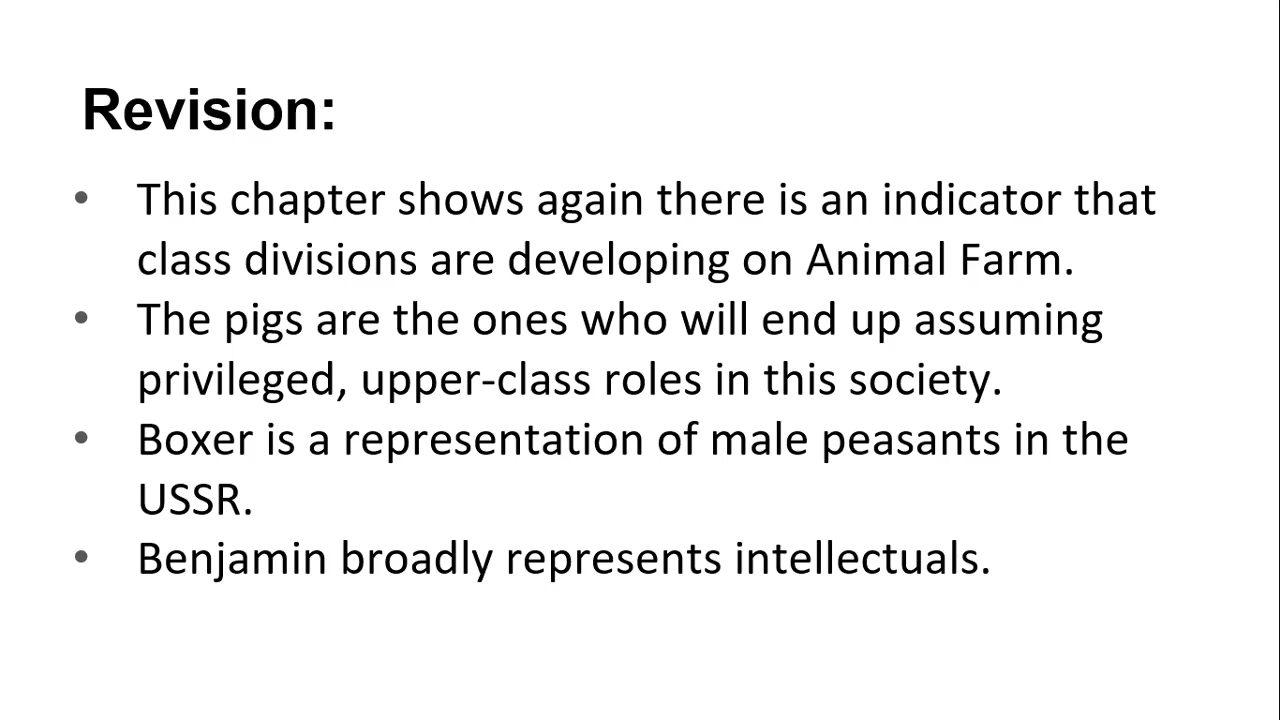 Revision:
• This chapter shows again there is an indicator that
class divisions are developing on Animal Farm.
• The pigs are the ones who will end up assuming
privileged, upper-class roles in this society.
• Boxer is a representation of male peasants in the
USSR.
• Benjamin broadly represents intellectuals.